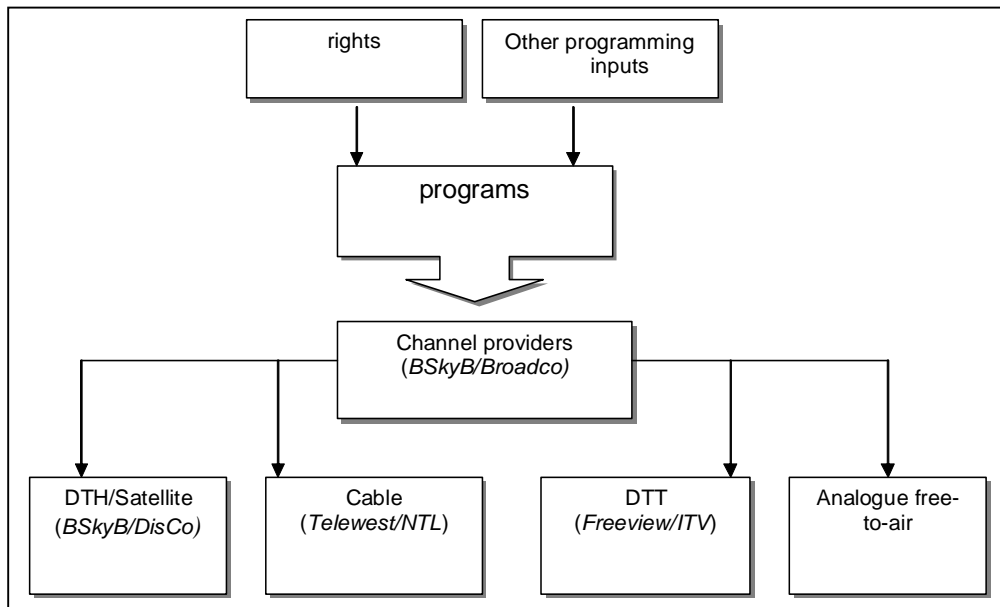 rights
Other programming
inputs
programs
Channel providers
(BSkyB/Broadco)
DTH/Satellite
(BSkyB/DisCo)
Cable
(Telewest/NTL)
DTT
(Freeview/ITV)
Analogue free-
to-air